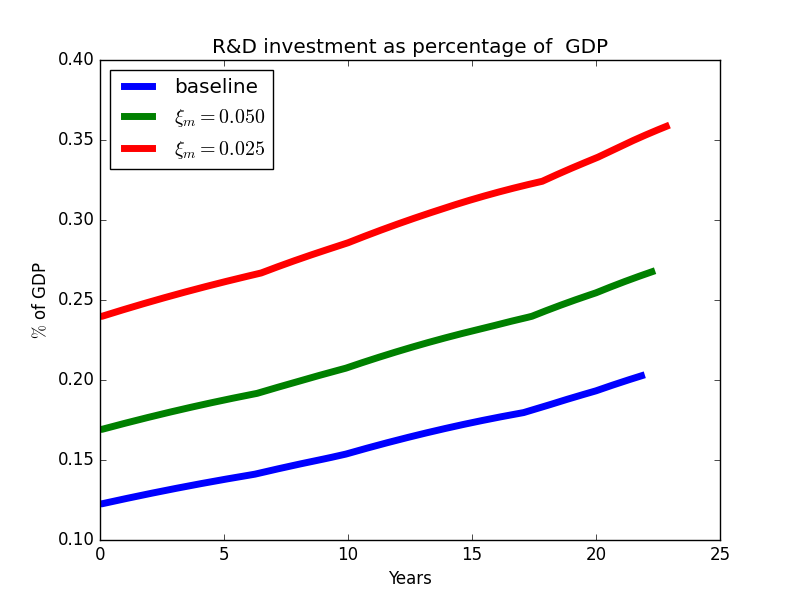 R&D investment as percentage of  GDP
baseline
ξₘ = 0.050
ξₘ = 0.025
% of GDP
0.40
0.35
0.30
0.25
0.20
0.15
0.10
0 5 10 15 20 25
Years